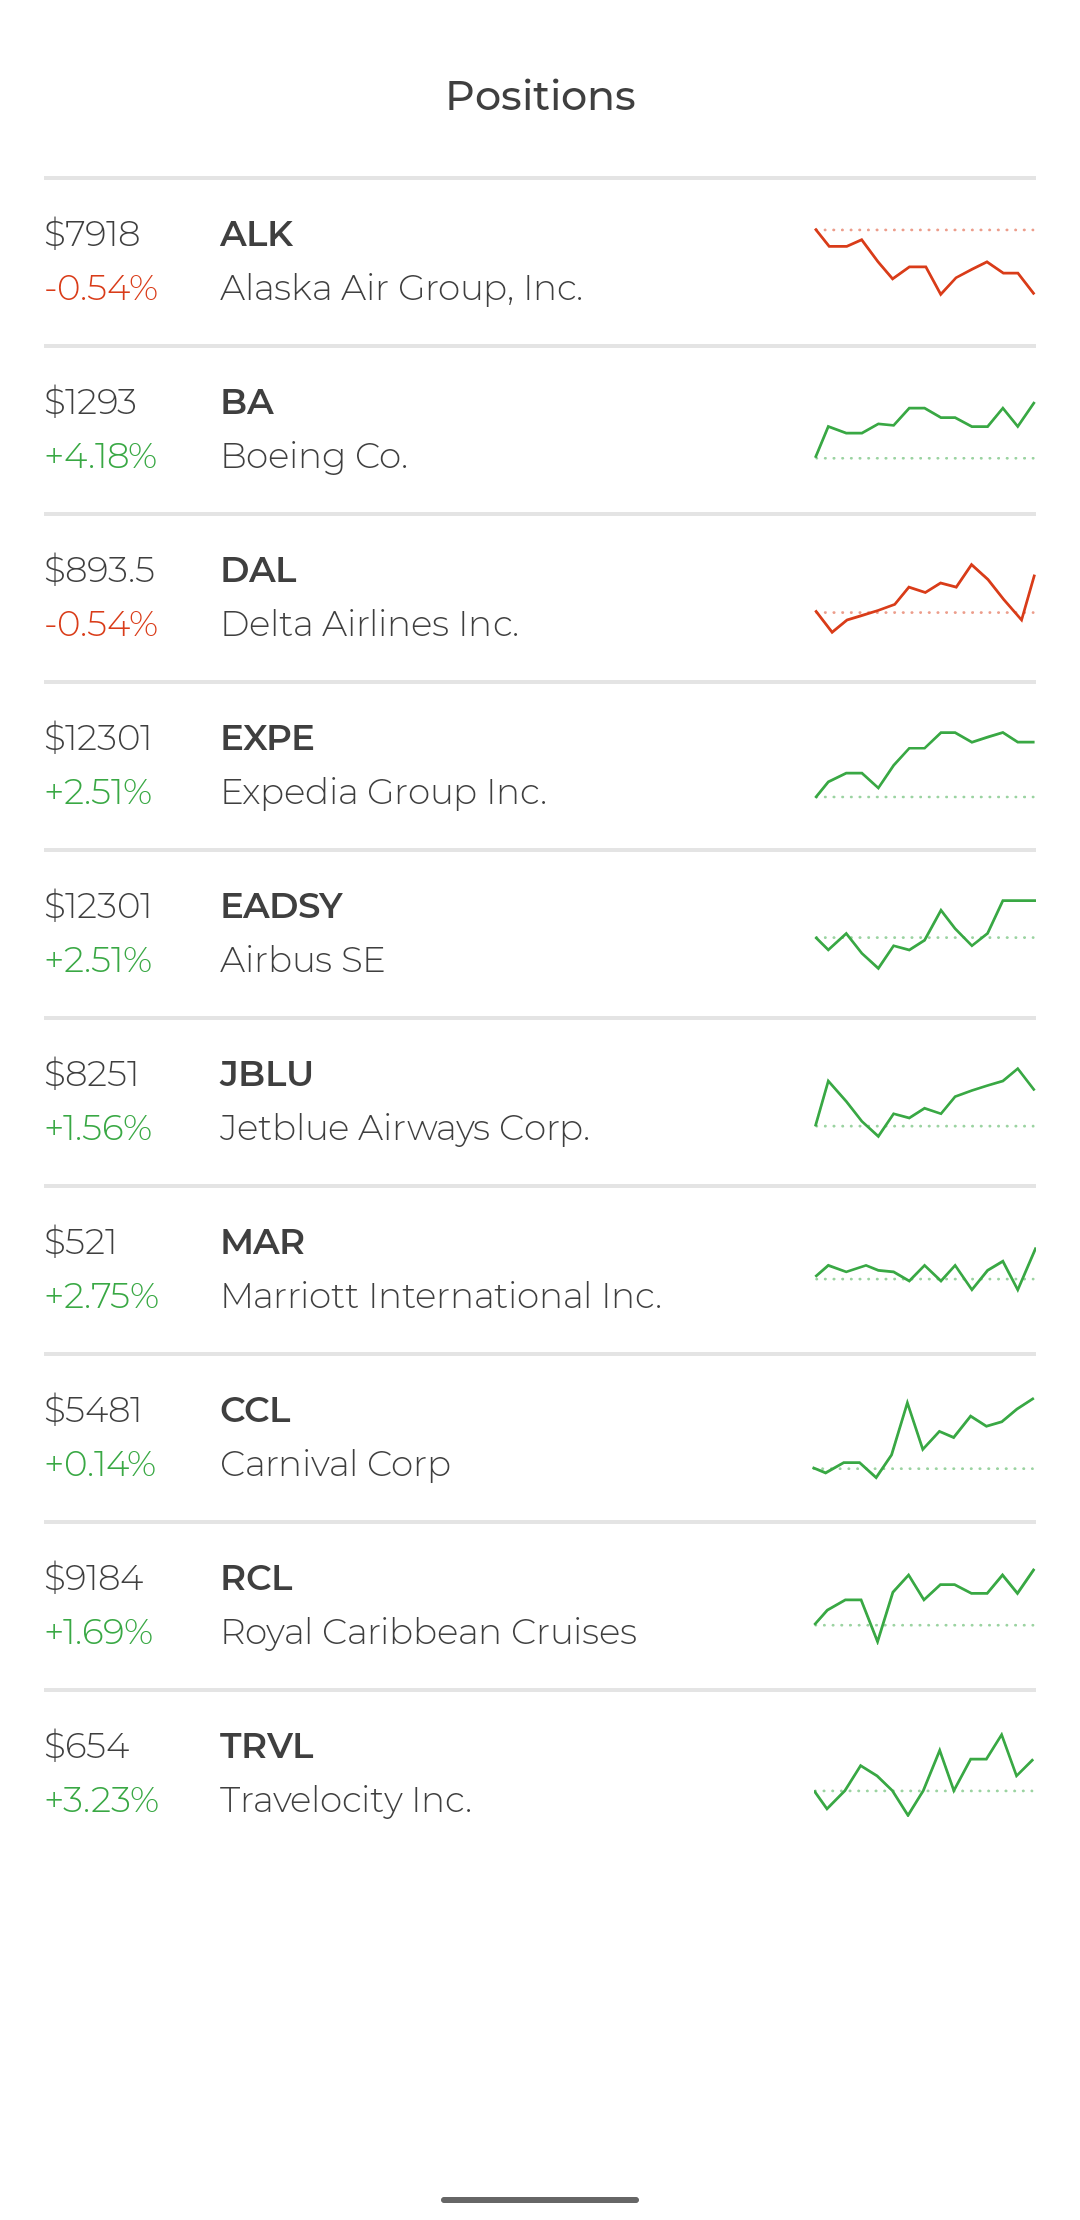 Positions
$7918 ALK
-0.54% Alaska Air Group, Inc.
$1293 BA
+4.18% Boeing Co.
$893.5 DAL
-0.54% Delta Airlines Inc.
$12301 EXPE
+2.51% Expedia Group Inc.
$12301 EADSY
+2.51% Airbus SE
$8251 JBLU
+1.56% Jetblue Airways Corp.
$521 MAR
+2.75% Marriott International Inc.
$5481 CCL
+0.14% Carnival Corp
$9184 RCL
+1.69% Royal Caribbean Cruises
$654 TRVL
+3.23% Travelocity Inc.